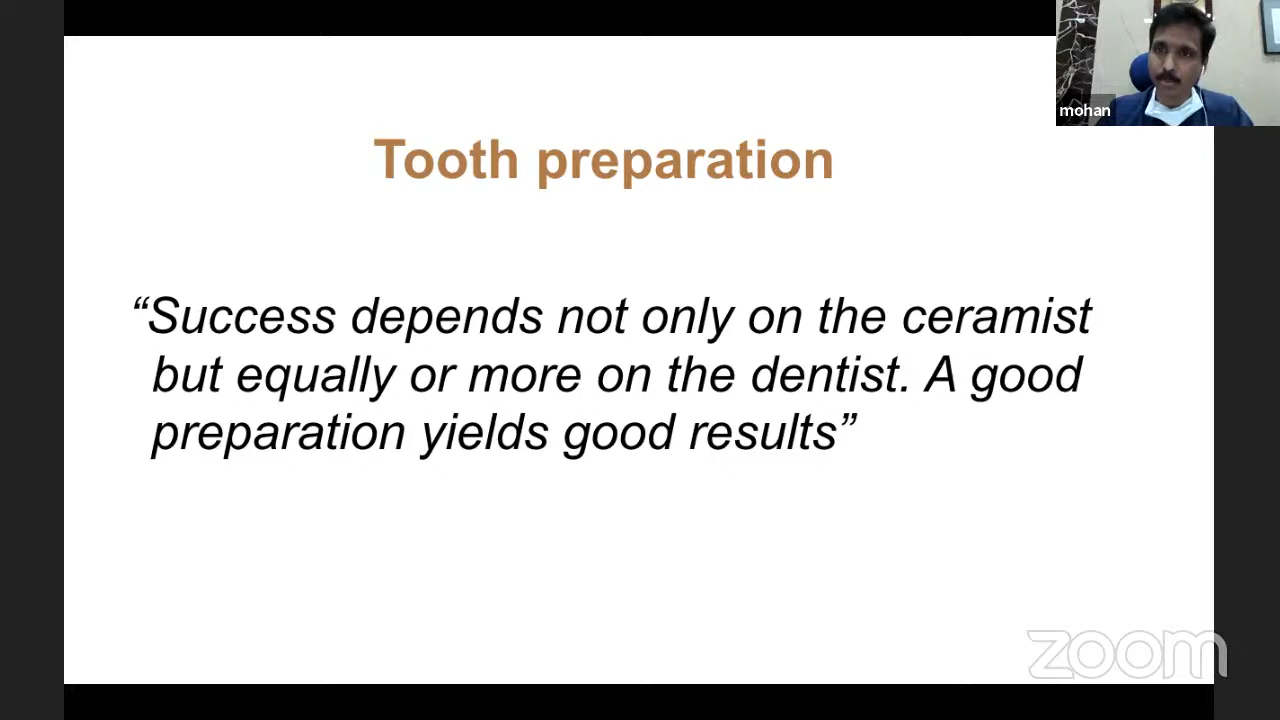 mohan
Tooth preparation
“Success depends not only on the ceramist
but equally or more on the dentist. A good
preparation yields good results”
zoom